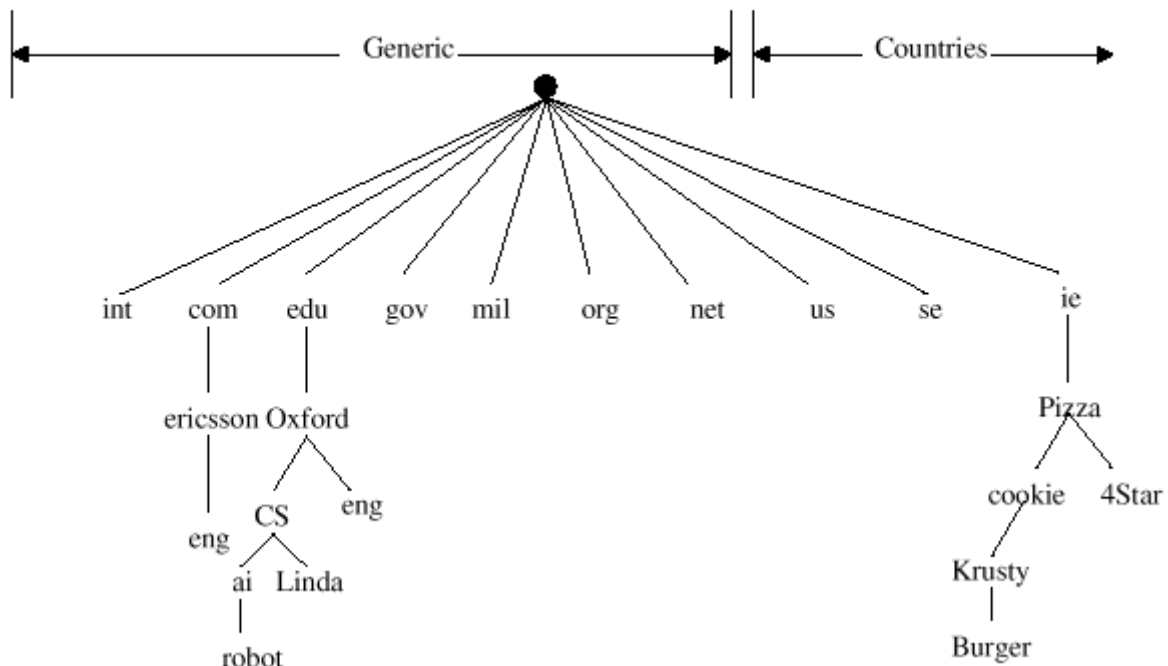 Generic Countries
int com edu gov mil org net us se ie
ericsson Oxford Pizza
CS eng cookie 4Star
eng
ai Linda Krusty
robot Burger